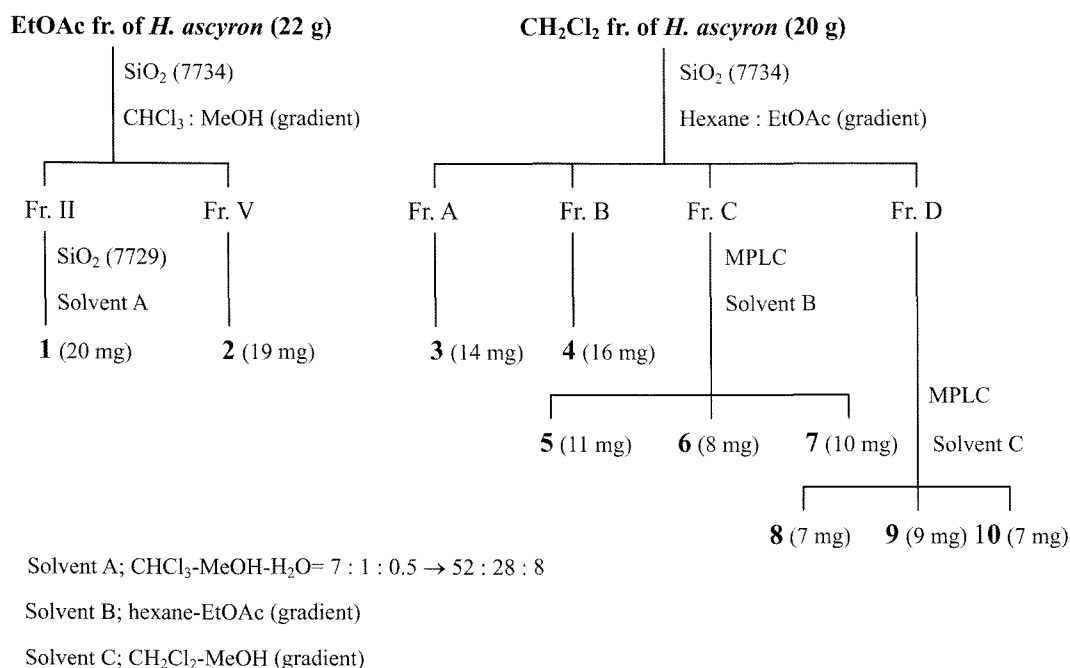 EtOAc fr. of H. ascyron (22 g)
CH₂Cl₂ fr. of H. ascyron (20 g)
SiO₂ (7734)
CHCl₃ : MeOH (gradient)
SiO₂ (7734)
Hexane : EtOAc (gradient)
Fr. II
Fr. V
Fr. A
Fr. B
Fr. C
Fr. D
SiO₂ (7729)
Solvent A
MPLC
Solvent B
1 (20 mg)
2 (19 mg)
3 (14 mg)
4 (16 mg)
MPLC
Solvent C
5 (11 mg)
6 (8 mg)
7 (10 mg)
8 (7 mg)
9 (9 mg)
10 (7 mg)
Solvent A; CHCl₃-MeOH-H₂O= 7 : 1 : 0.5 → 52 : 28 : 8
Solvent B; hexane-EtOAc (gradient)
Solvent C; CH₂Cl₂-MeOH (gradient)